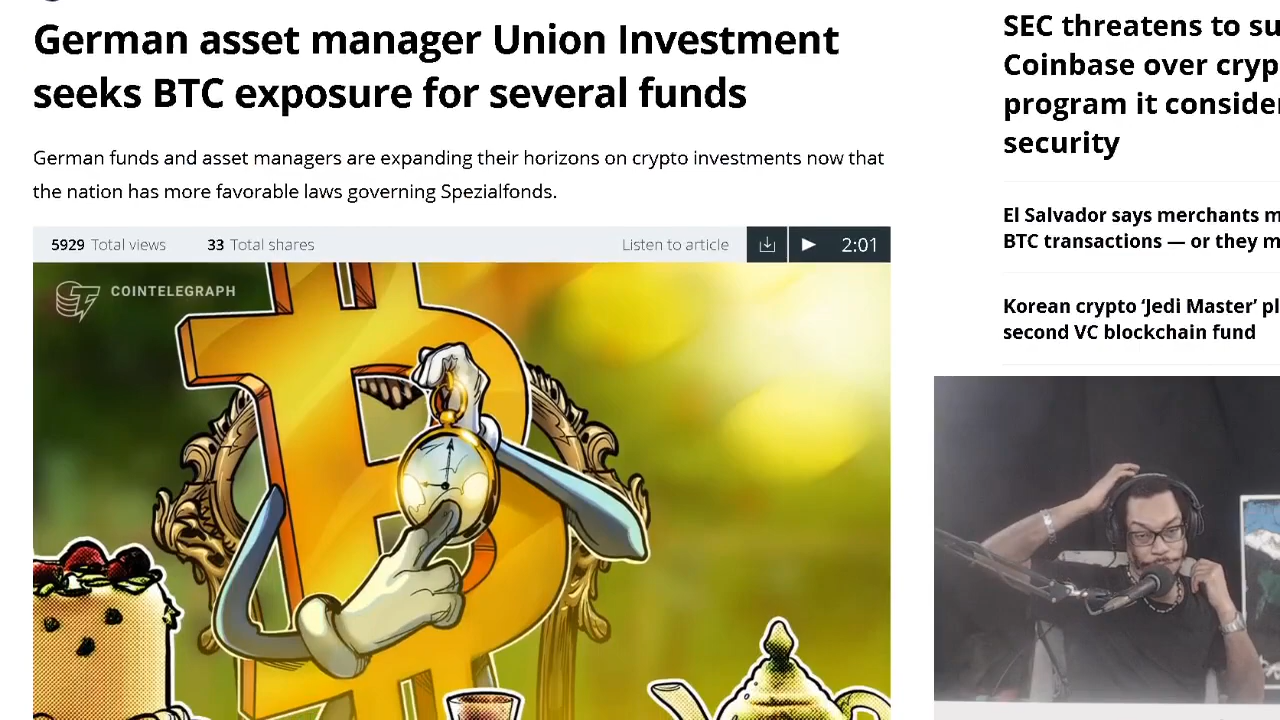 German asset manager Union Investment
seeks BTC exposure for several funds
German funds and asset managers are expanding their horizons on crypto investments now that
the nation has more favorable laws governing Spezialfonds.
5929 Total views 33 Total shares Listen to article 2:01
COINTELEGRAPH
SEC threatens to su
Coinbase over cryp
program it consider
security
El Salvador says merchants m
BTC transactions — or they m
Korean crypto ‘Jedi Master’ pl
second VC blockchain fund